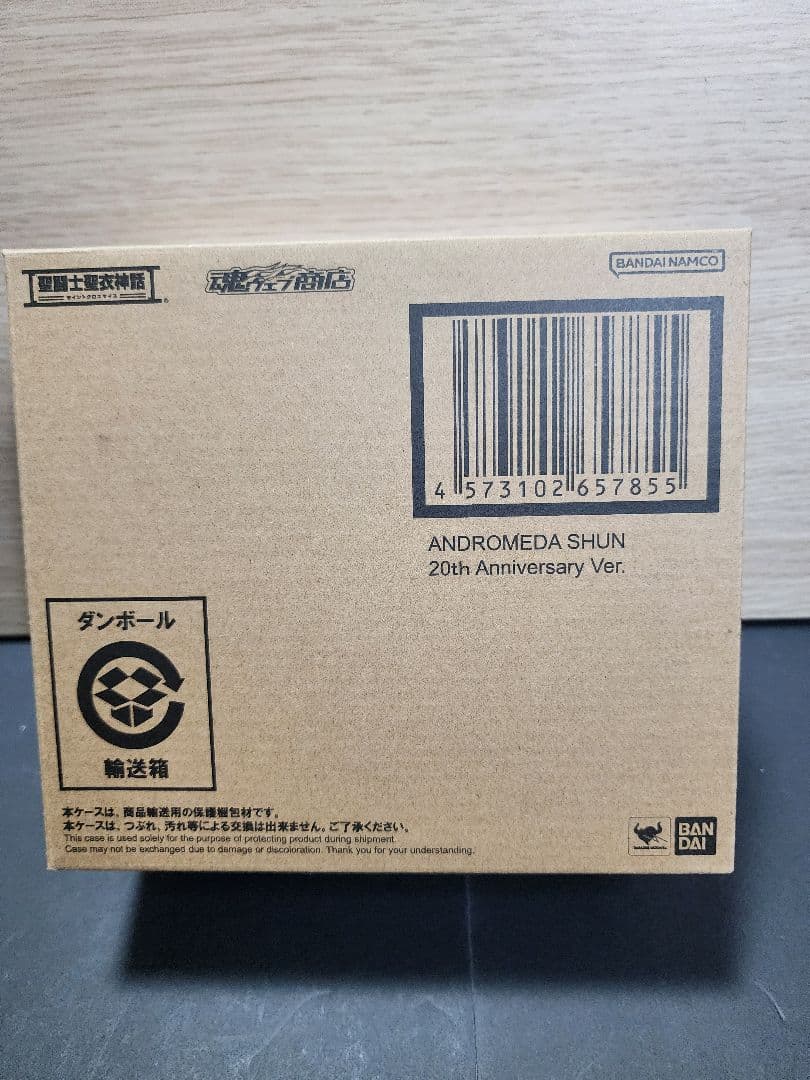 聖闘士聖衣神話
セイントクロスマイス
魂ウェブ商店
BANDAI NAMCO
4 573102 657855
ANDROMEDA SHUN
20th Anniversary Ver.
ダンボール
輸送箱
本ケースは、商品輸送用の保護梱包材です。
本ケースは、つぶれ、汚れ等による交換は出来ません。ご了承ください。
This case is used solely for the purpose of protecting product during shipment.
Case may not be exchanged due to damage or discoloration. Thank you for your understanding.
BAN
DAI